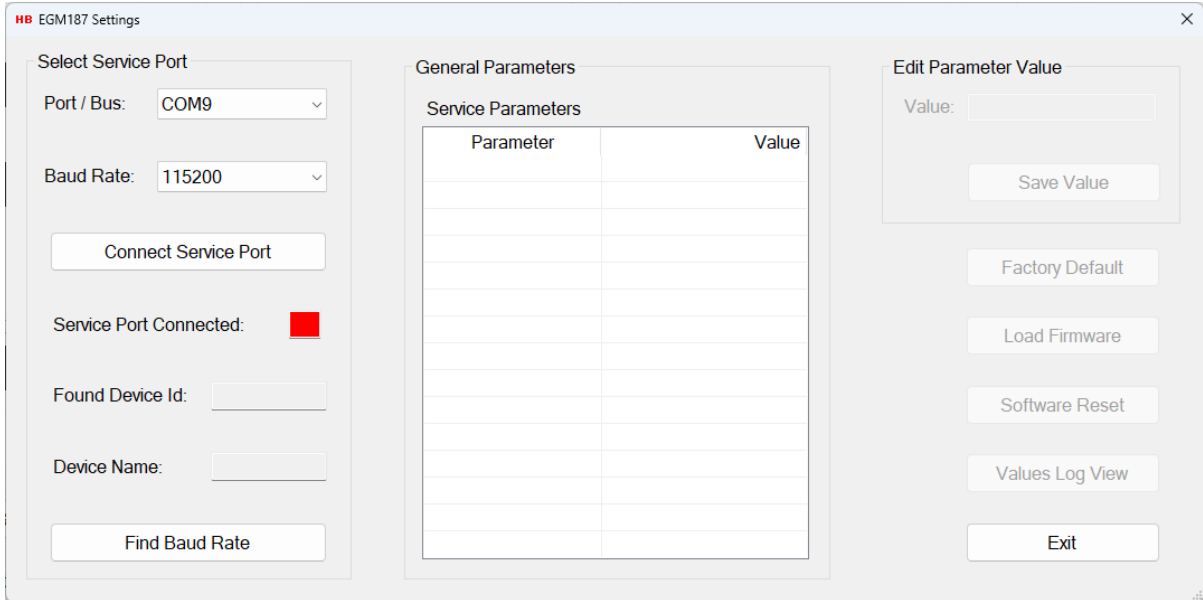 HB EGM187 Settings
Select Service Port
Port / Bus: COM9
Baud Rate: 115200
Connect Service Port
Service Port Connected:
Found Device Id:
Device Name:
Find Baud Rate
General Parameters
Service Parameters
Parameter Value
Edit Parameter Value
Value:
Save Value
Factory Default
Load Firmware
Software Reset
Values Log View
Exit